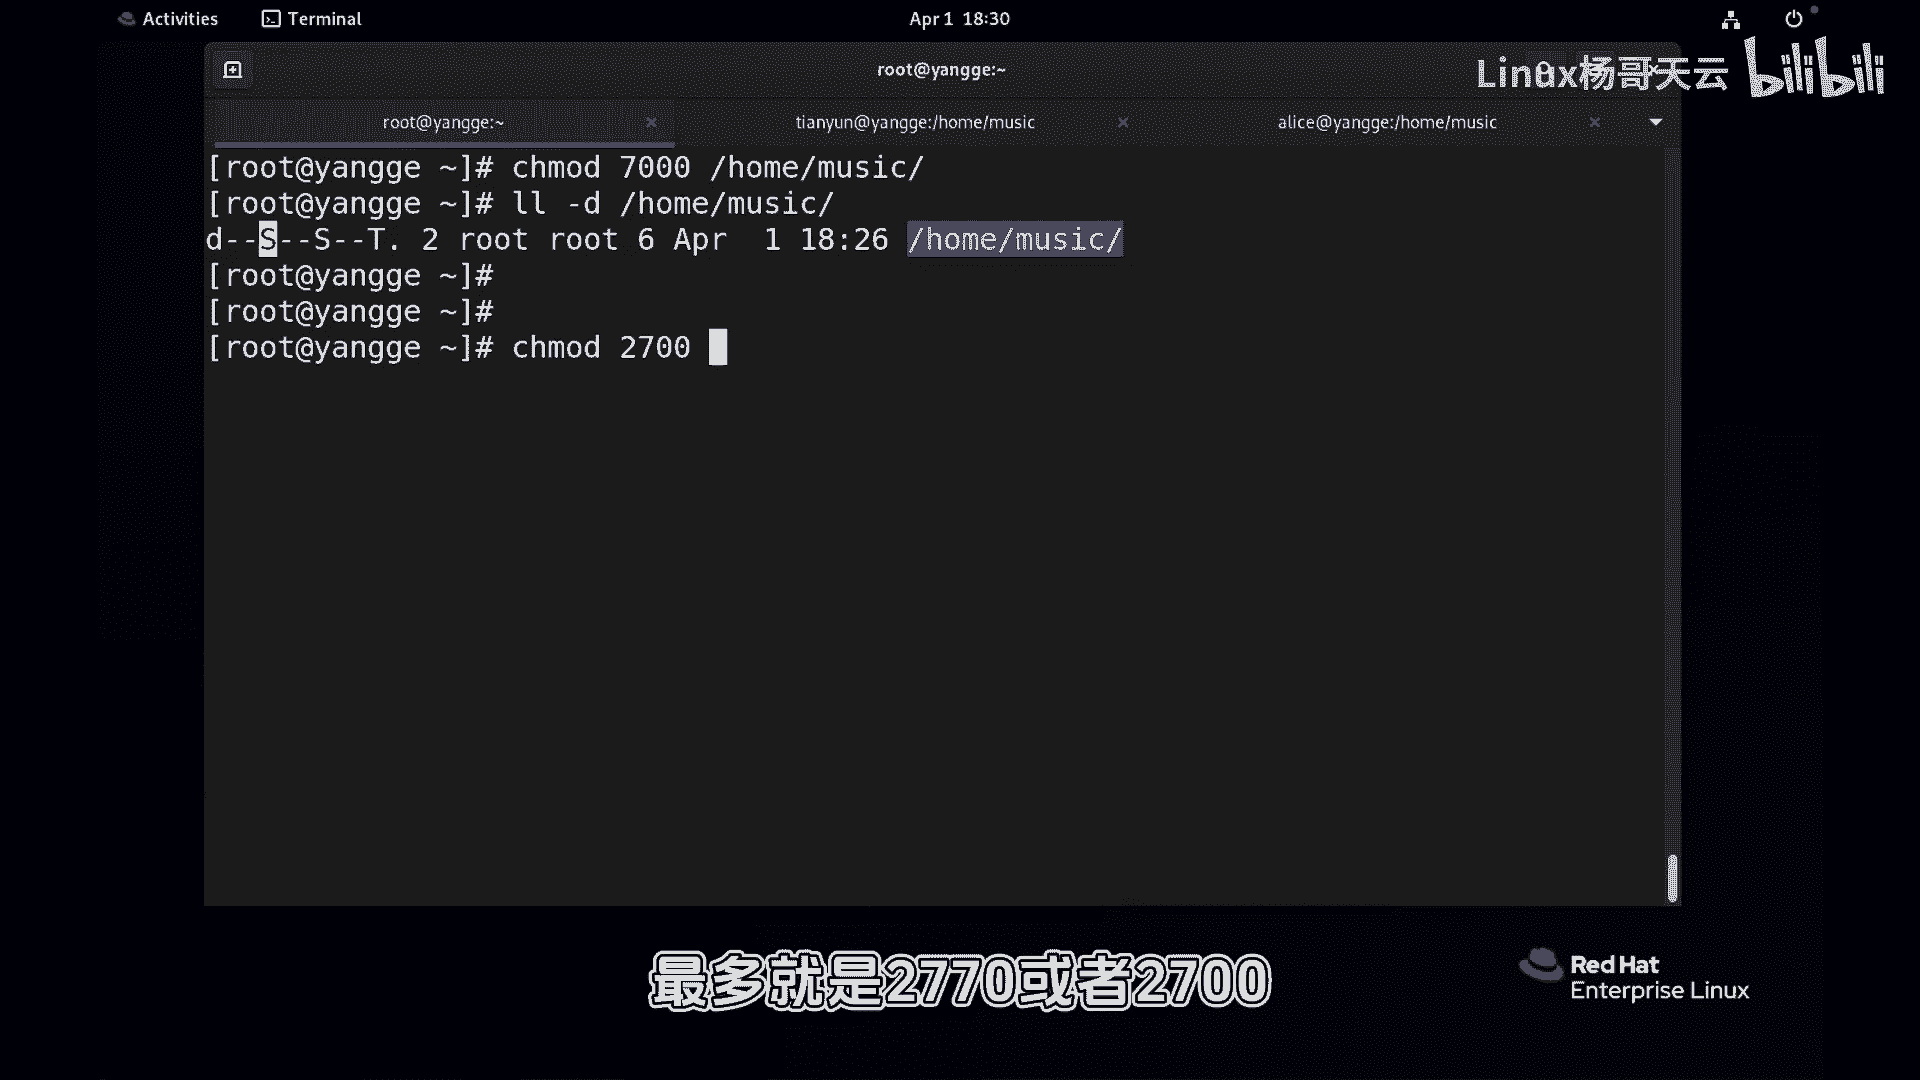 Activities
Terminal
Apr 1 18:30
root@yangge:~
Linux杨哥天云 bilibili
root@yangge:~
tianyun@yangge:/home/music
alice@yangge:/home/music
[root@yangge ~]# chmod 7000 /home/music/
[root@yangge ~]# ll -d /home/music/
d--S--S--T. 2 root root 6 Apr  1 18:26 /home/music/
[root@yangge ~]#
[root@yangge ~]#
[root@yangge ~]# chmod 2700
最多就是2770或者2700
Red Hat
Enterprise Linux